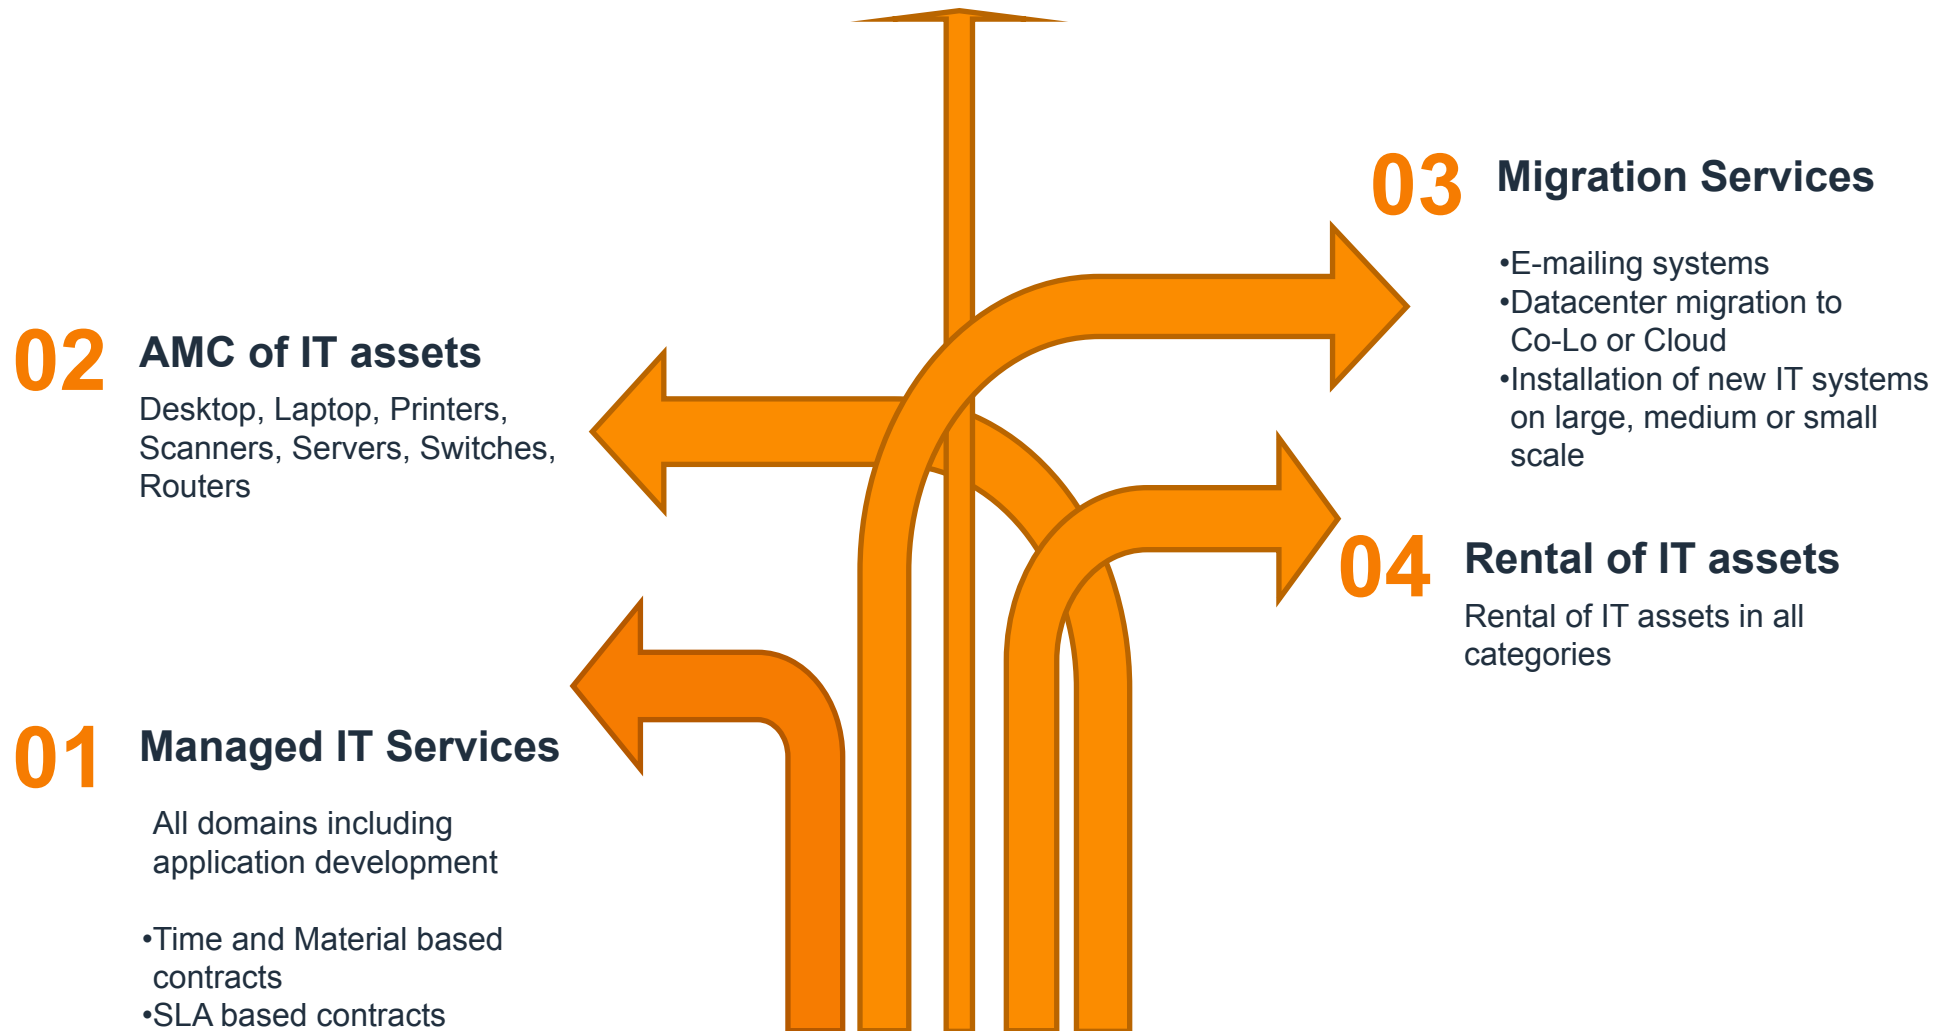 01
Managed IT Services
All domains including
application development
•Time and Material based
contracts
•SLA based contracts
02
AMC of IT assets
Desktop, Laptop, Printers,
Scanners, Servers, Switches,
Routers
03
Migration Services
•E-mailing systems
•Datacenter migration to
Co-Lo or Cloud
•Installation of new IT systems
on large, medium or small
scale
04
Rental of IT assets
Rental of IT assets in all
categories